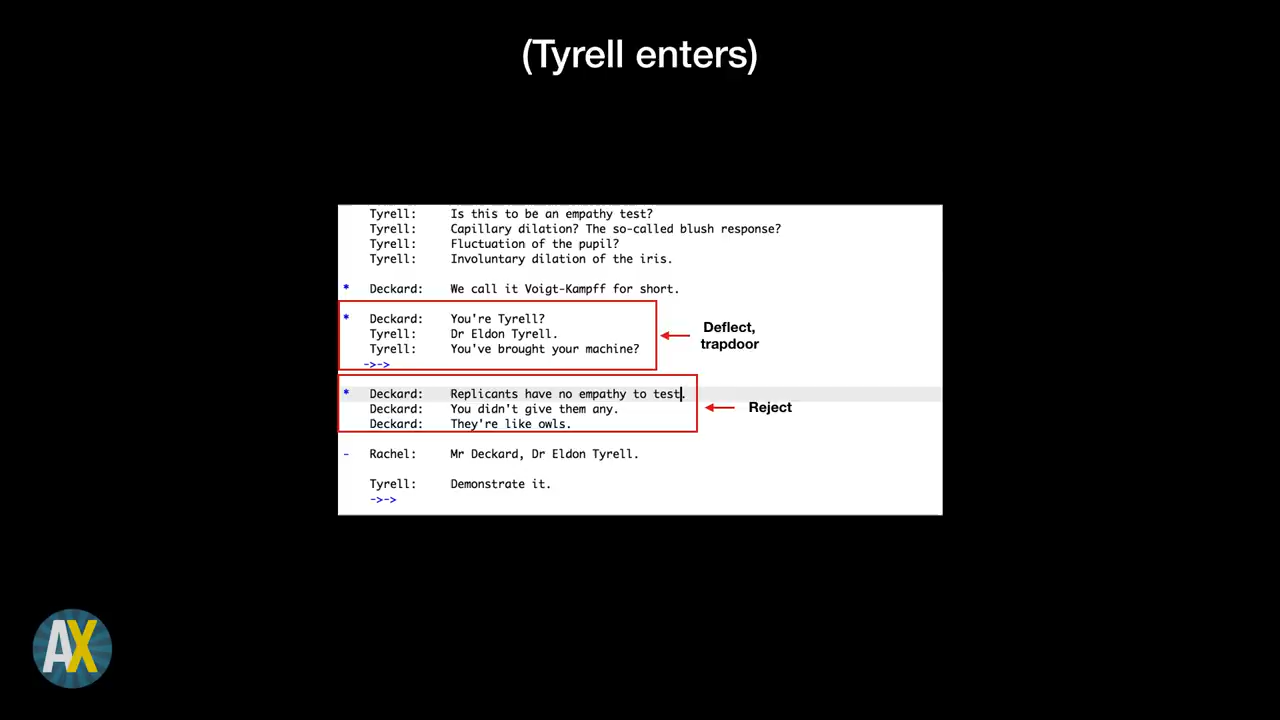 (Tyrell enters)
Tyrell: Is this to be an empathy test?
Tyrell: Capillary dilation? The so-called blush response?
Tyrell: Fluctuation of the pupil?
Tyrell: Involuntary dilation of the iris.
* Deckard: We call it Voigt-Kampff for short.
* Deckard: You're Tyrell?
Tyrell: Dr Eldon Tyrell.
Tyrell: You've brought your machine?
->->
Deflect,
trapdoor
* Deckard: Replicants have no empathy to test.
Deckard: You didn't give them any.
Deckard: They're like owls.
Reject
- Rachel: Mr Deckard, Dr Eldon Tyrell.
Tyrell: Demonstrate it.
->->
AX